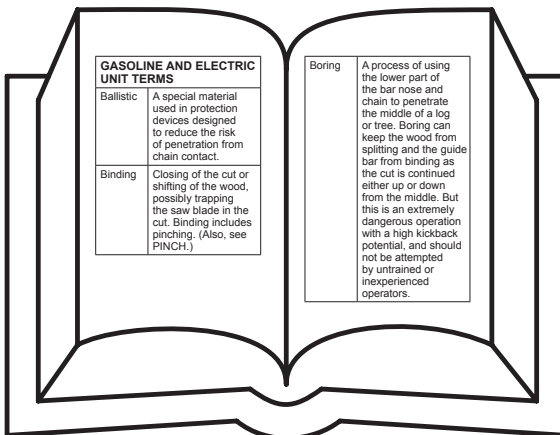 GASOLINE AND ELECTRIC
UNIT TERMS
Ballistic
A special material
used in protection
devices designed
to reduce the risk
of penetration from
chain contact.
Binding
Closing of the cut or
shifting of the wood,
possibly trapping
the saw blade in the
cut. Binding includes
pinching. (Also, see
PINCH.)
Boring
A process of using
the lower part of
the bar nose and
chain to penetrate
the middle of a log
or tree. Boring can
keep the wood from
splitting and the guide
bar from binding as
the cut is continued
either up or down
from the middle. But
this is an extremely
dangerous operation
with a high kickback
potential, and should
not be attempted
by untrained or
inexperienced
operators.